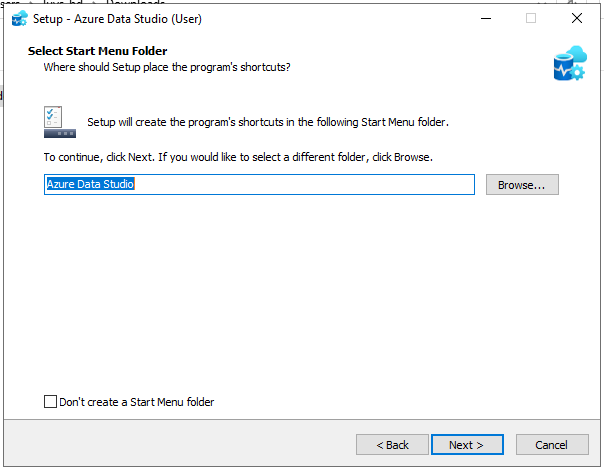 Downloads
Setup - Azure Data Studio (User)
Select Start Menu Folder
Where should Setup place the program's shortcuts?
Setup will create the program's shortcuts in the following Start Menu folder.
To continue, click Next. If you would like to select a different folder, click Browse.
Azure Data Studio
Browse...
Don't create a Start Menu folder
< Back
Next >
Cancel